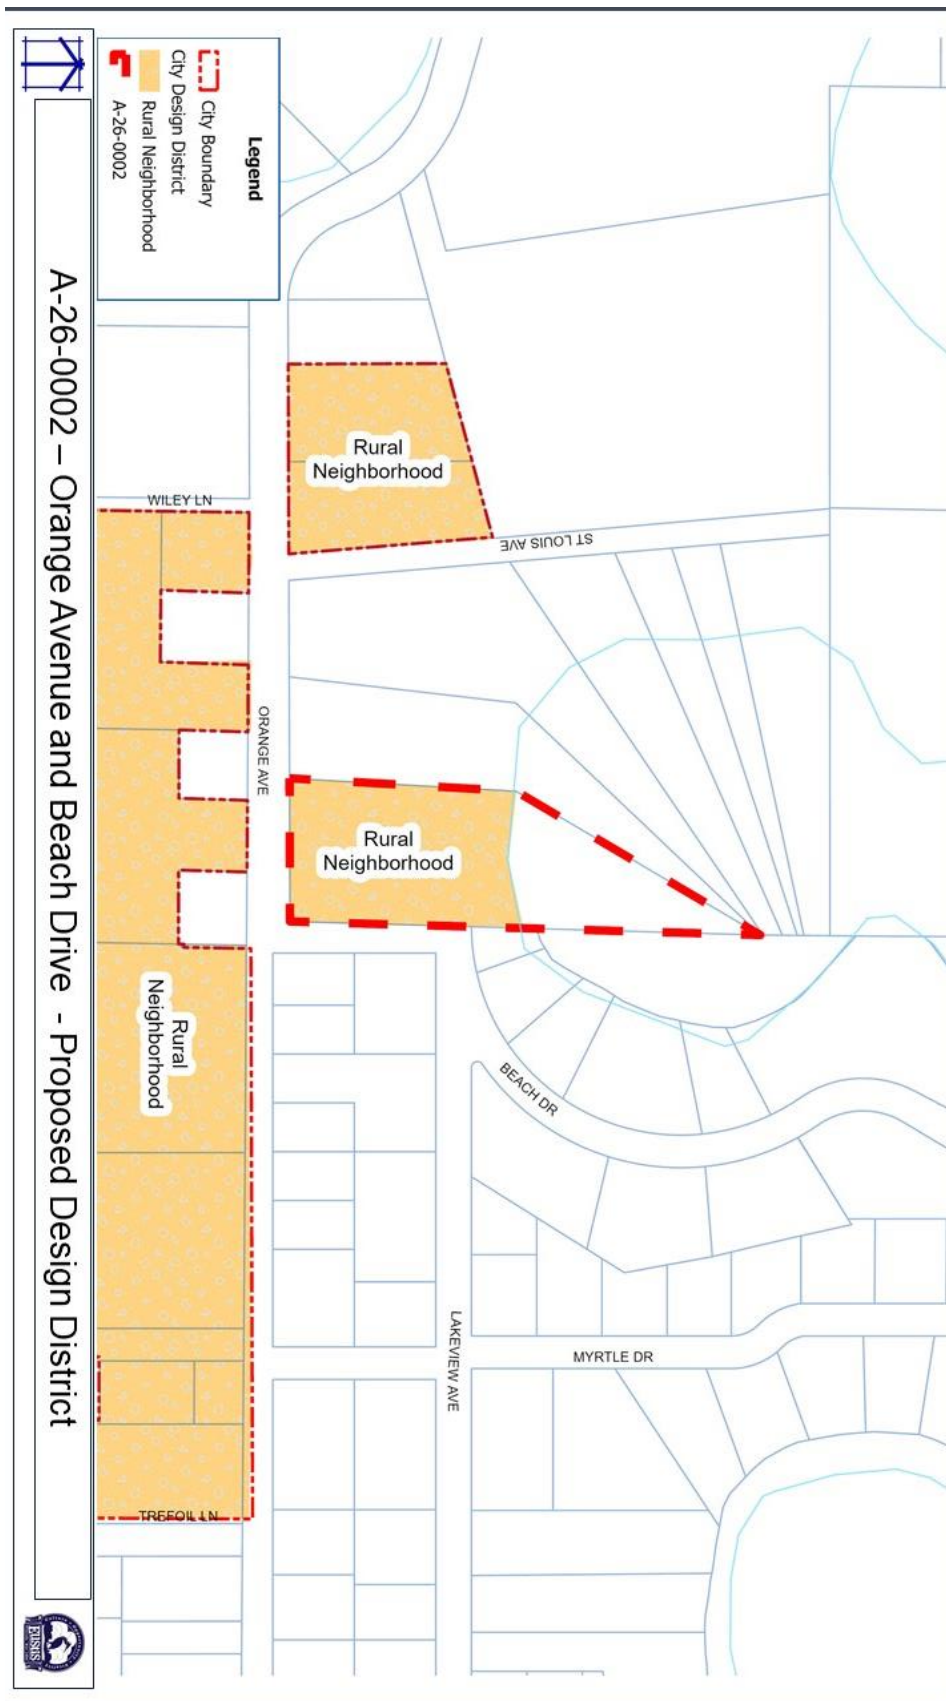 A-26-0002 – Orange Avenue and Beach Drive - Proposed Design District
Legend
City Boundary
City Design District
Rural Neighborhood
A-26-0002
Rural
Neighborhood
WILEY LN
ST LOUIS AVE
ORANGE AVE
Rural
Neighborhood
Rural
Neighborhood
BEACH DR
LAKEVIEW AVE
MYRTLE DR
TREFOIL LN
EUSTIS